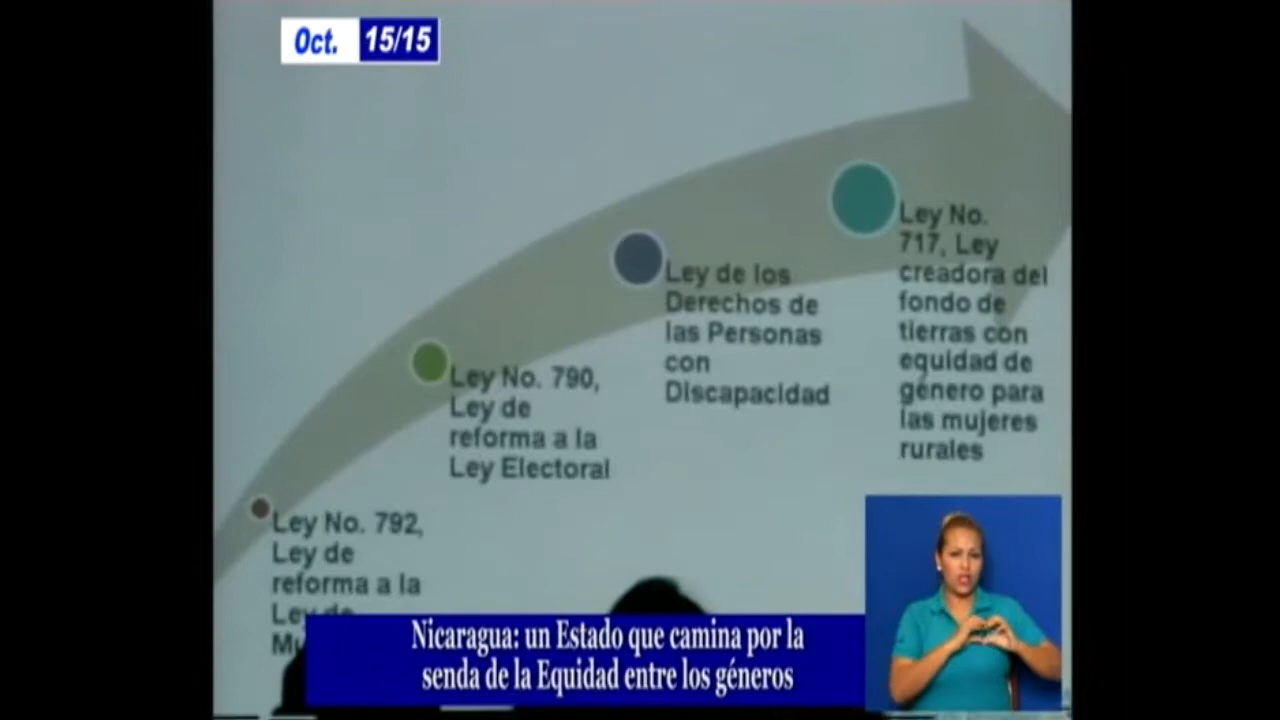 Oct. 15/15
Ley No.
717, Ley
creadora del
fondo de
tierras con
equidad de
género para
las mujeres
rurales
Ley de los
Derechos de
las Personas
con
Discapacidad
Ley No. 790,
Ley de
reforma a la
Ley Electoral
Ley No. 792,
Ley de
reforma a la
Ley de
Nicaragua: un Estado que camina por la
senda de la Equidad entre los géneros